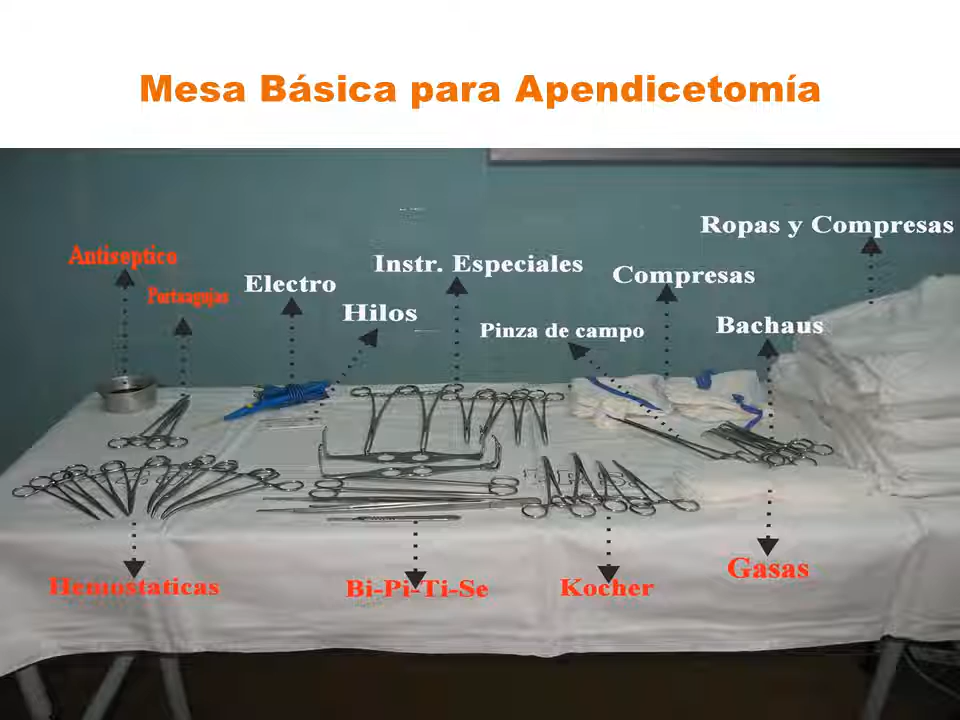 Mesa Básica para Apendicetomía
Ropas y Compresas
Antiseptico
Instr. Especiales
Compresas
Electro
Portaagujas
Hilos
Pinza de campo
Bachaus
Hemostaticas
Bi-Pi-Ti-Se
Kocher
Gasas